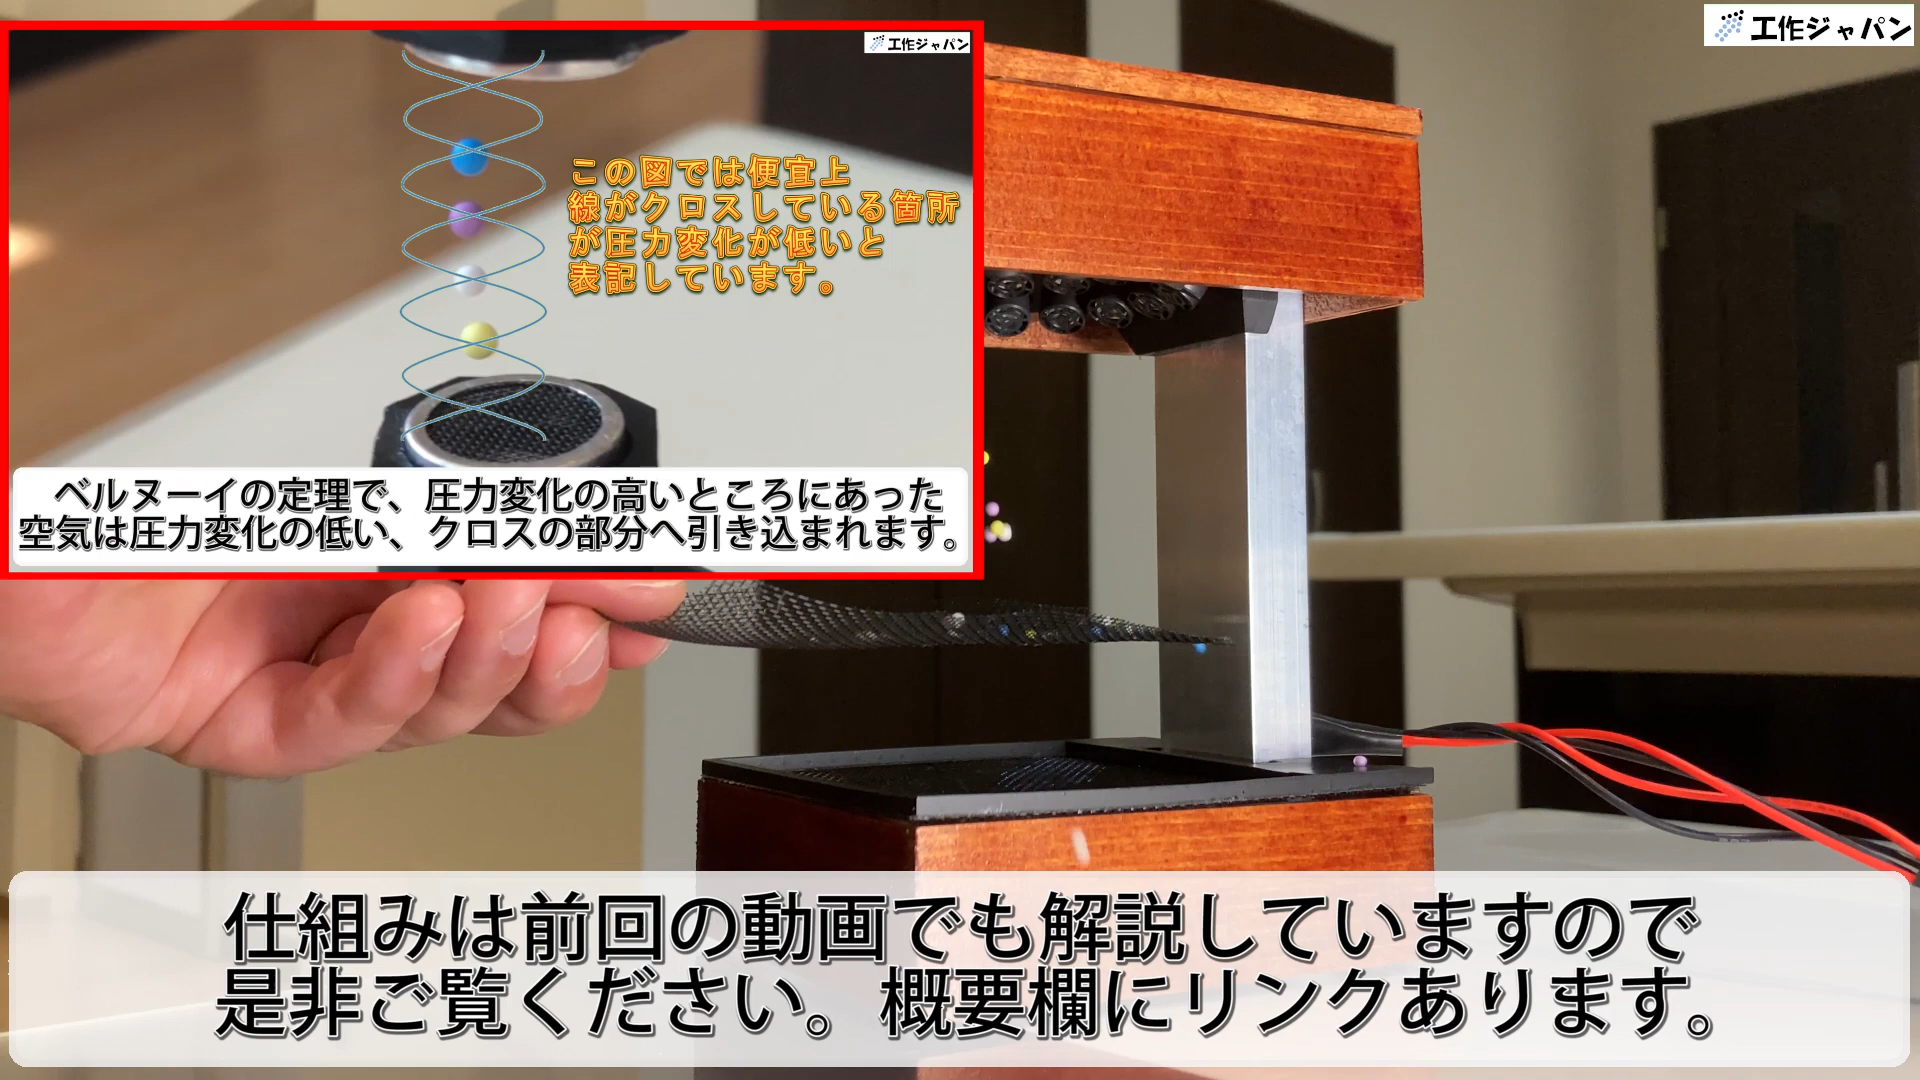 工作ジャパン
工作ジャパン
この図では便宜上
線がクロスしている箇所
が圧力変化が低いと
表記しています。
ベルヌーイの定理で、圧力変化の高いところにあった
空気は圧力変化の低い、クロスの部分へ引き込まれます。
仕組みは前回の動画でも解説していますので
是非ご覧ください。概要欄にリンクあります。